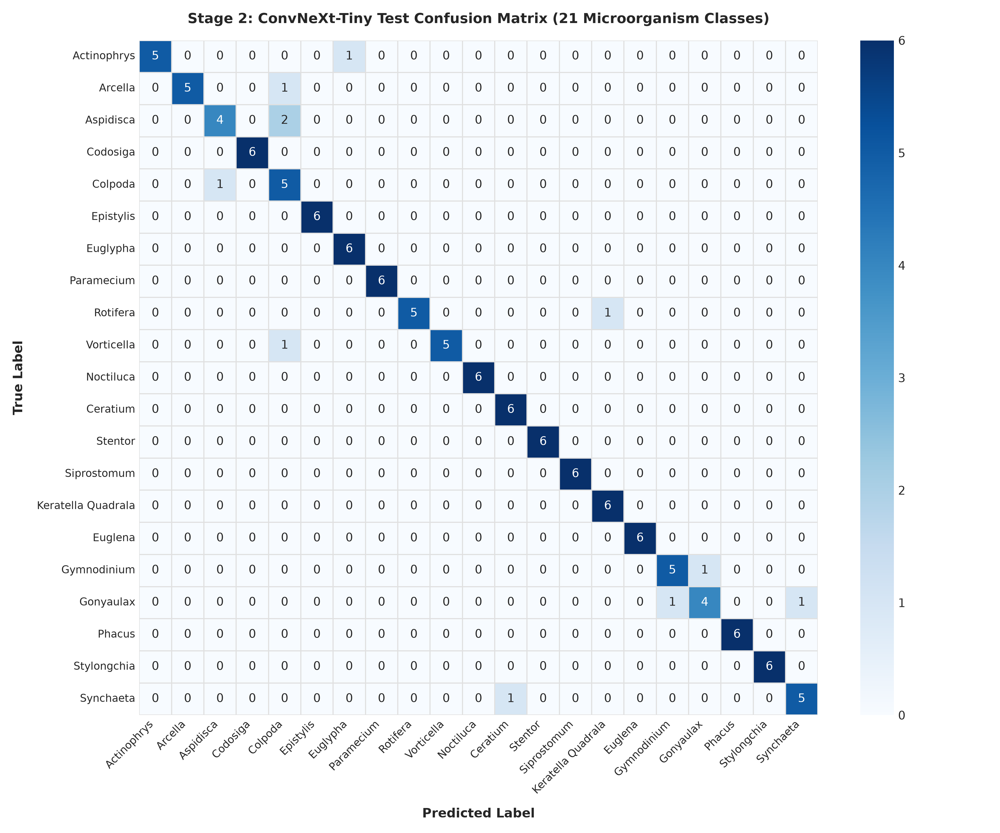 Stage 2: ConvNeXt-Tiny Test Confusion Matrix (21 Microorganism Classes)
True Label
Actinophrys 5 0 0 0 0 0 1 0 0 0 0 0 0 0 0 0 0 0 0 0 0
Arcella 0 5 0 0 1 0 0 0 0 0 0 0 0 0 0 0 0 0 0 0 0
Aspidisca 0 0 4 0 2 0 0 0 0 0 0 0 0 0 0 0 0 0 0 0 0
Codosiga 0 0 0 6 0 0 0 0 0 0 0 0 0 0 0 0 0 0 0 0 0
Colpoda 0 0 1 0 5 0 0 0 0 0 0 0 0 0 0 0 0 0 0 0 0
Epistylis 0 0 0 0 0 6 0 0 0 0 0 0 0 0 0 0 0 0 0 0 0
Euglypha 0 0 0 0 0 0 6 0 0 0 0 0 0 0 0 0 0 0 0 0 0
Paramecium 0 0 0 0 0 0 0 6 0 0 0 0 0 0 0 0 0 0 0 0 0
Rotifera 0 0 0 0 0 0 0 0 5 0 0 0 0 0 1 0 0 0 0 0 0
Vorticella 0 0 0 0 1 0 0 0 0 5 0 0 0 0 0 0 0 0 0 0 0
Noctiluca 0 0 0 0 0 0 0 0 0 0 6 0 0 0 0 0 0 0 0 0 0
Ceratium 0 0 0 0 0 0 0 0 0 0 0 6 0 0 0 0 0 0 0 0 0
Stentor 0 0 0 0 0 0 0 0 0 0 0 0 6 0 0 0 0 0 0 0 0
Siprostomum 0 0 0 0 0 0 0 0 0 0 0 0 0 6 0 0 0 0 0 0 0
Keratella Quadrala 0 0 0 0 0 0 0 0 0 0 0 0 0 0 6 0 0 0 0 0 0
Euglena 0 0 0 0 0 0 0 0 0 0 0 0 0 0 0 6 0 0 0 0 0
Gymnodinium 0 0 0 0 0 0 0 0 0 0 0 0 0 0 0 0 5 1 0 0 0
Gonyaulax 0 0 0 0 0 0 0 0 0 0 0 0 0 0 0 0 1 4 0 0 1
Phacus 0 0 0 0 0 0 0 0 0 0 0 0 0 0 0 0 0 0 6 0 0
Stylongchia 0 0 0 0 0 0 0 0 0 0 0 0 0 0 0 0 0 0 0 6 0
Synchaeta 0 0 0 0 0 0 0 0 0 0 0 1 0 0 0 0 0 0 0 0 5
Actinophrys Arcella Aspidisca Codosiga Colpoda Epistylis Euglypha Paramecium Rotifera Vorticella Noctiluca Ceratium Stentor Siprostomum Keratella Quadrala Euglena Gymnodinium Gonyaulax Phacus Stylongchia Synchaeta
Predicted Label
6
5
4
3
2
1
0